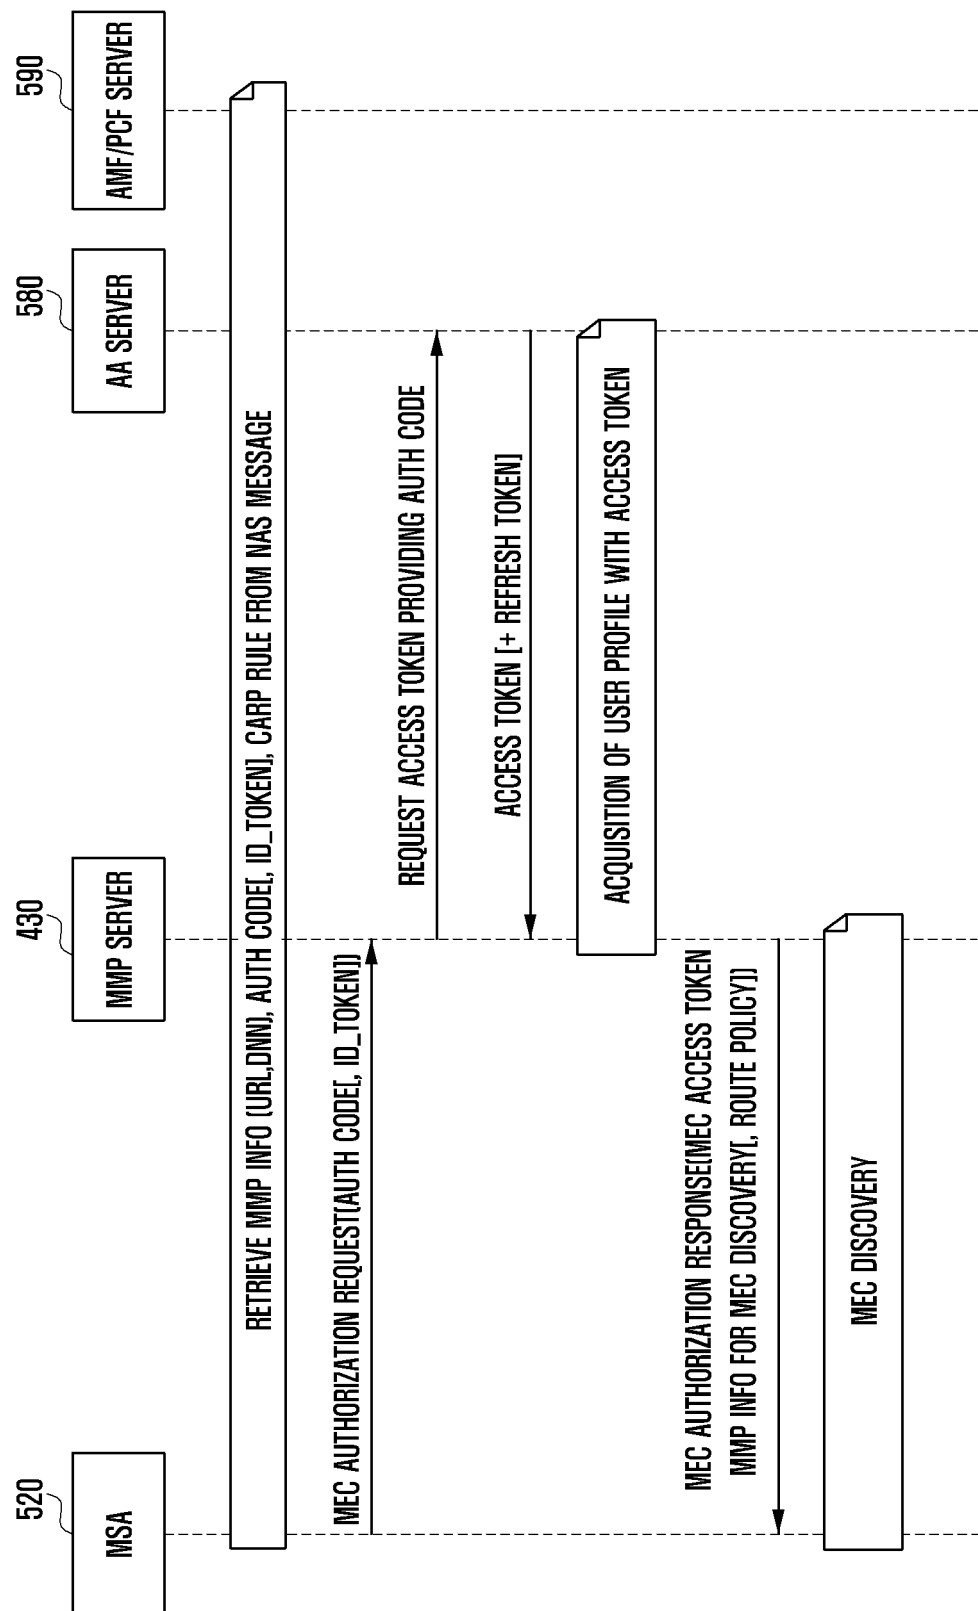 520
430
580
590
MSA
MMP SERVER
AA SERVER
AMF/PCF SERVER
RETRIEVE MMP INFO (URL,DNN), AUTH CODE[, ID_TOKEN], CARP RULE FROM NAS MESSAGE
MEC AUTHORIZATION REQUEST(AUTH CODE[, ID_TOKEN])
REQUEST ACCESS TOKEN PROVIDING AUTH CODE
ACCESS TOKEN [+ REFRESH TOKEN]
ACQUISITION OF USER PROFILE WITH ACCESS TOKEN
MEC AUTHORIZATION RESPONSE(MEC ACCESS TOKEN
MMP INFO FOR MEC DISCOVERY[, ROUTE POLICY])
MEC DISCOVERY